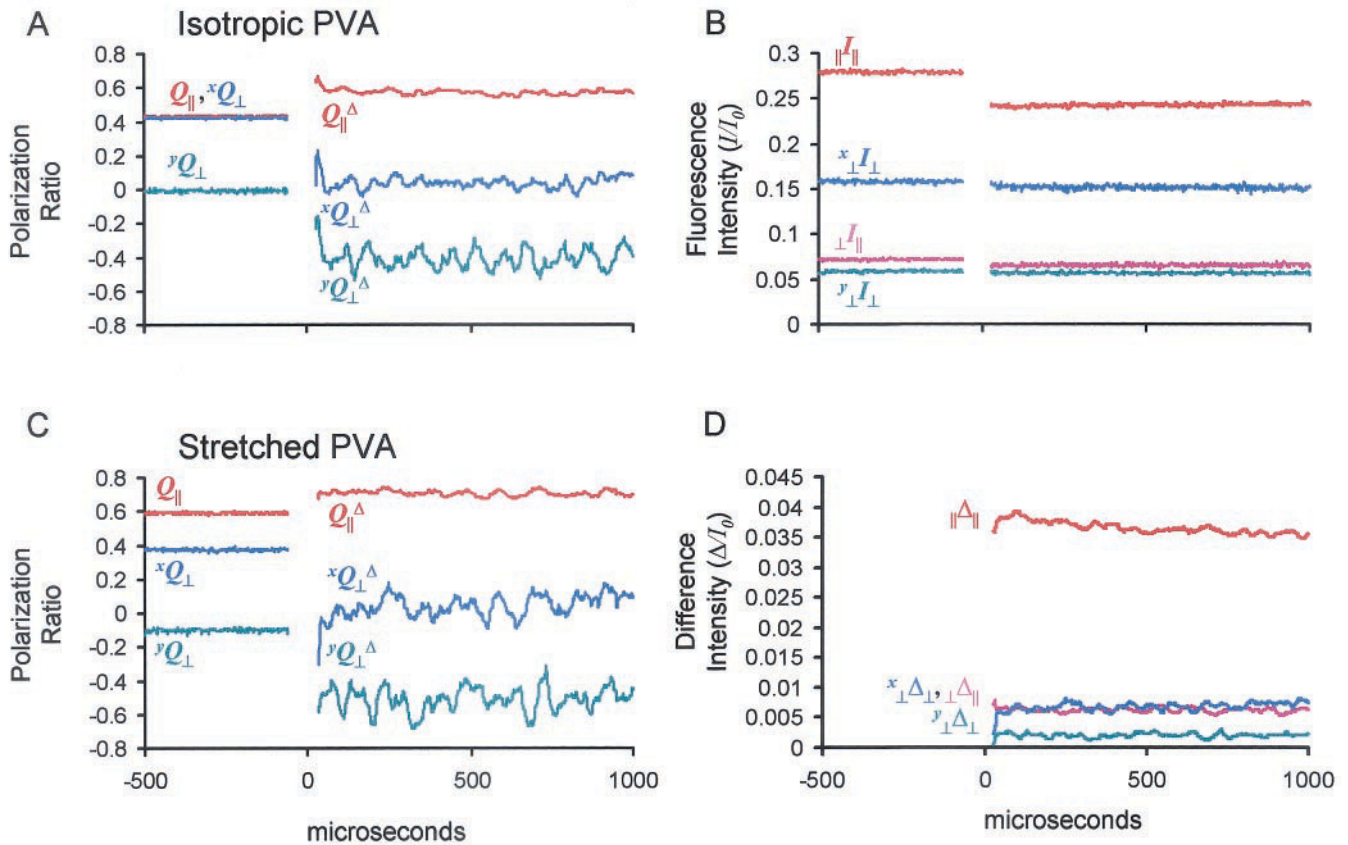 A
Isotropic PVA
Polarization
Ratio
0.8
0.6
0.4
0.2
0
-0.2
-0.4
-0.6
-0.8
Q∥, ˣQ⊥
ʸQ⊥
Q∥^Δ
ˣQ⊥^Δ
ʸQ⊥^Δ
B
Fluorescence
Intensity (I/I₀)
0.3
0.25
0.2
0.15
0.1
0.05
0
∥I∥
ˣ⊥I⊥
⊥I∥
ʸ⊥I⊥
C
Stretched PVA
Polarization
Ratio
0.8
0.6
0.4
0.2
0
-0.2
-0.4
-0.6
-0.8
Q∥
ˣQ⊥
ʸQ⊥
Q∥^Δ
ˣQ⊥^Δ
ʸQ⊥^Δ
-500 0 500 1000
microseconds
D
Difference
Intensity (Δ/I₀)
0.045
0.04
0.035
0.03
0.025
0.02
0.015
0.01
0.005
0
∥Δ∥
ˣ⊥Δ⊥, ⊥Δ∥
ʸ⊥Δ⊥
-500 0 500 1000
microseconds